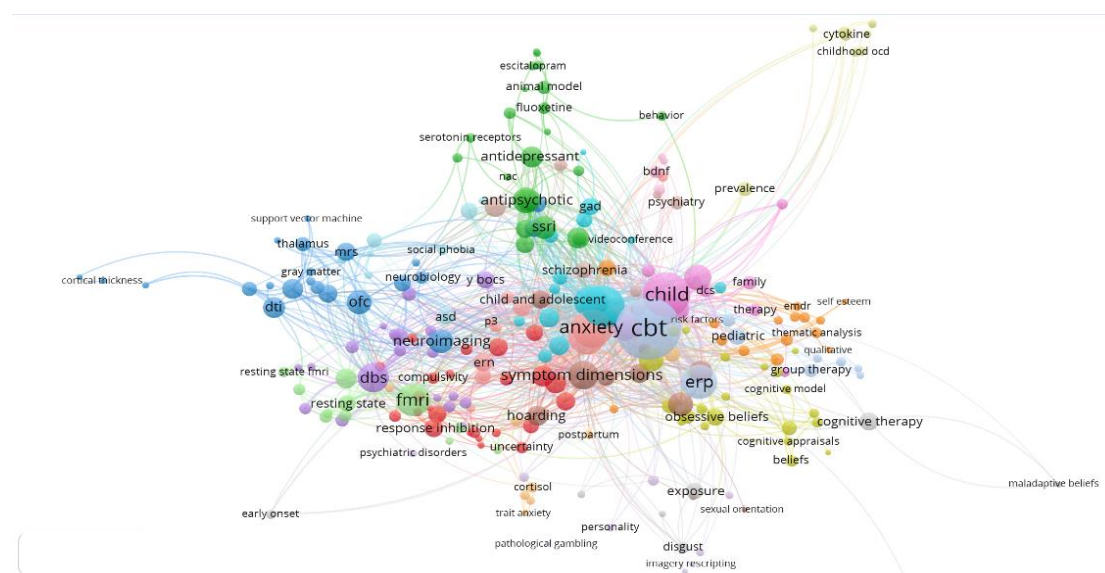 cytokine
childhood ocd
escitalopram
animal model
fluoxetine
behavior
serotonin receptors
antidepressant
bdnf
nac
prevalence
antipsychotic
psychiatry
gad
support vector machine
ssri
videoconference
thalamus
mrs
social phobia
schizophrenia
gray matter
neurobiology
y bocs
cortical thickness
family
dcs
child
child and adolescent
dti
ofc
self esteem
emdr
therapy
asd
p3
risk factors
anxiety
cbt
thematic analysis
pediatric
neuroimaging
qualitative
ern
group therapy
resting state fmri
dbs
compulsivity
symptom dimensions
erp
cognitive model
resting state
fmri
hoarding
obsessive beliefs
cognitive therapy
response inhibition
postpartum
cognitive appraisals
uncertainty
psychiatric disorders
beliefs
maladaptive beliefs
cortisol
exposure
sexual orientation
early onset
trait anxiety
personality
pathological gambling
disgust
imagery rescripting